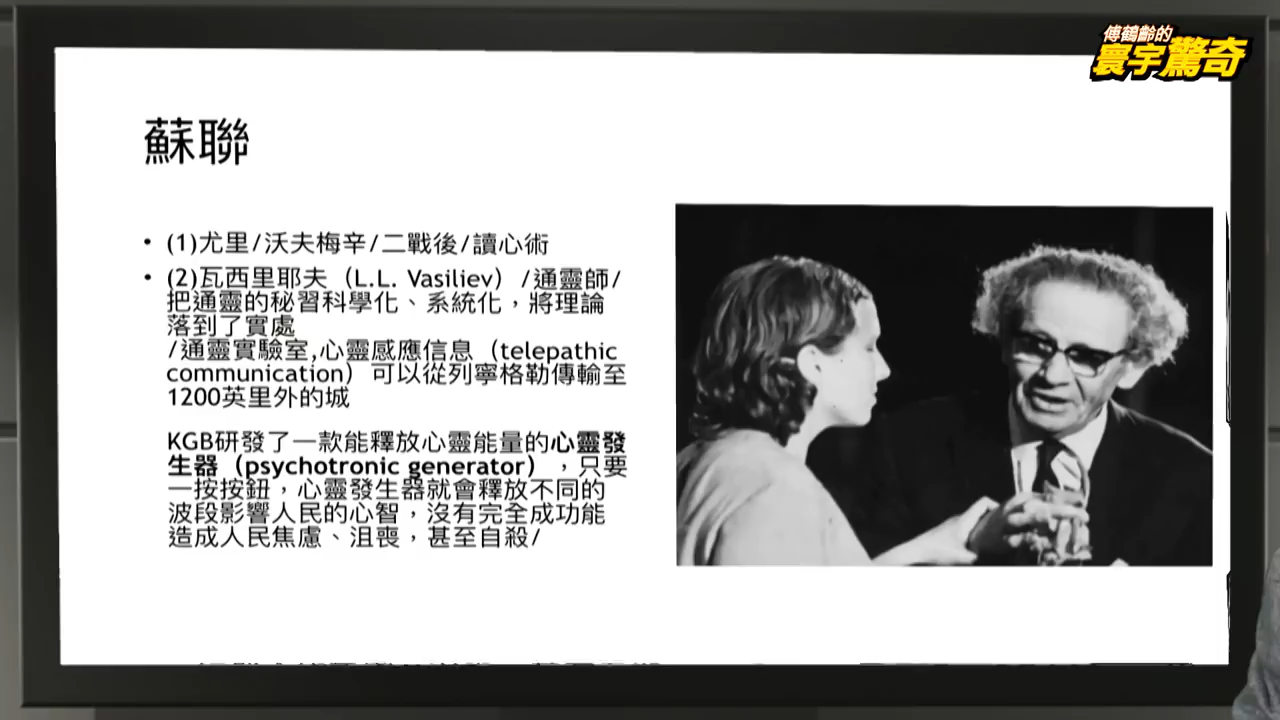 傅鶴齡的
寰宇驚奇
蘇聯
• (1)尤里/沃夫梅辛/二戰後/讀心術
• (2)瓦西里耶夫（L.L. Vasiliev）/通靈師/
把通靈的秘習科學化、系統化，將理論
落到了實處
/通靈實驗室,心靈感應信息（telepathic
communication）可以從列寧格勒傳輸至
1200英里外的城
KGB研發了一款能釋放心靈能量的心靈發
生器（psychotronic generator），只要
一按按鈕，心靈發生器就會釋放不同的
波段影響人民的心智，沒有完全成功能
造成人民焦慮、沮喪，甚至自殺/